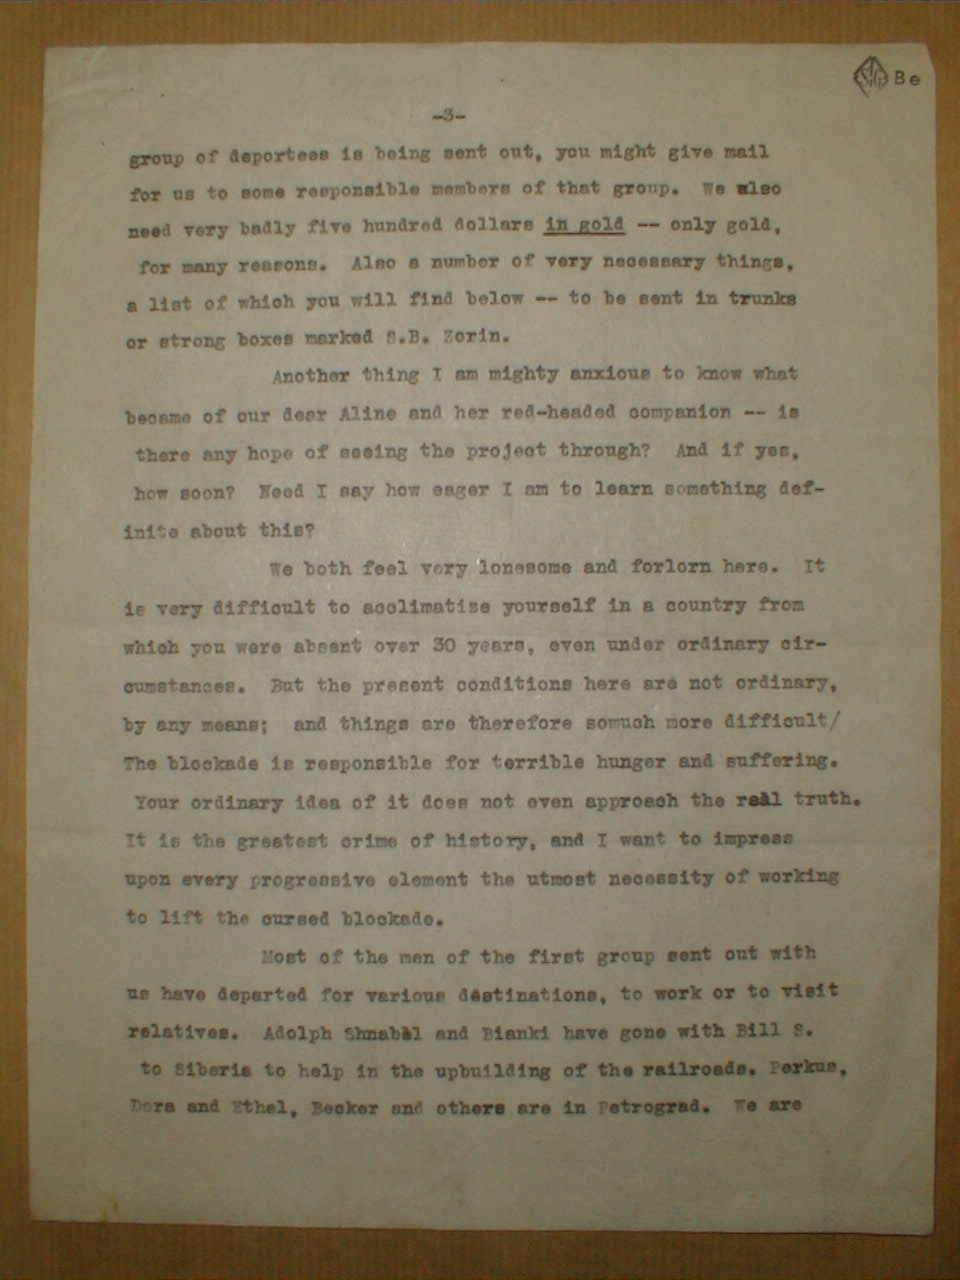 Be
-3-
group of deportees is being sent out, you might give mail
for us to some responsible members of that group. We also
need very badly five hundred dollars in gold -- only gold,
for many reasons. Also a number of very necessary things,
a list of which you will find below -- to be sent in trunks
or strong boxes marked S.B. Zorin.
Another thing I am mighty anxious to know what
became of our dear Aline and her red-headed companion -- is
there any hope of seeing the project through? And if yes,
how soon? Need I say how eager I am to learn something def-
inite about this?
We both feel very lonesome and forlorn here. It
is very difficult to acclimatize yourself in a country from
which you were absent over 30 years, even under ordinary cir-
cumstances. But the present conditions here are not ordinary,
by any means; and things are therefore somuch more difficult/
The blockade is responsible for terrible hunger and suffering.
Your ordinary idea of it does not even approach the real truth.
It is the greatest crime of history, and I want to impress
upon every progressive element the utmost necessity of working
to lift the cursed blockade.
Most of the men of the first group sent out with
us have departed for various destinations, to work or to visit
relatives. Adolph Shnabel and Bianki have gone with Bill S.
to Siberia to help in the upbuilding of the railroads. Perkus,
Dora and Ethel, Becker and others are in Petrograd. We are